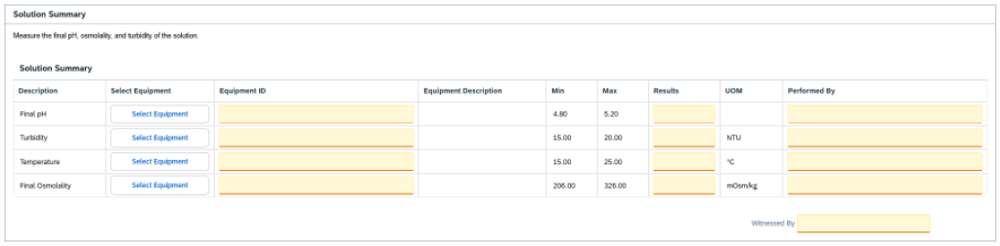 Solution Summary
Measure the final pH, osmolality, and turbidity of the solution.
Solution Summary
Description Select Equipment Equipment ID Equipment Description Min Max Results UOM Performed By
Final pH Select Equipment 4.80 5.20
Turbidity Select Equipment 15.00 20.00 NTU
Temperature Select Equipment 15.00 25.00 °C
Final Osmolality Select Equipment 206.00 326.00 mOsm/kg
Witnessed By